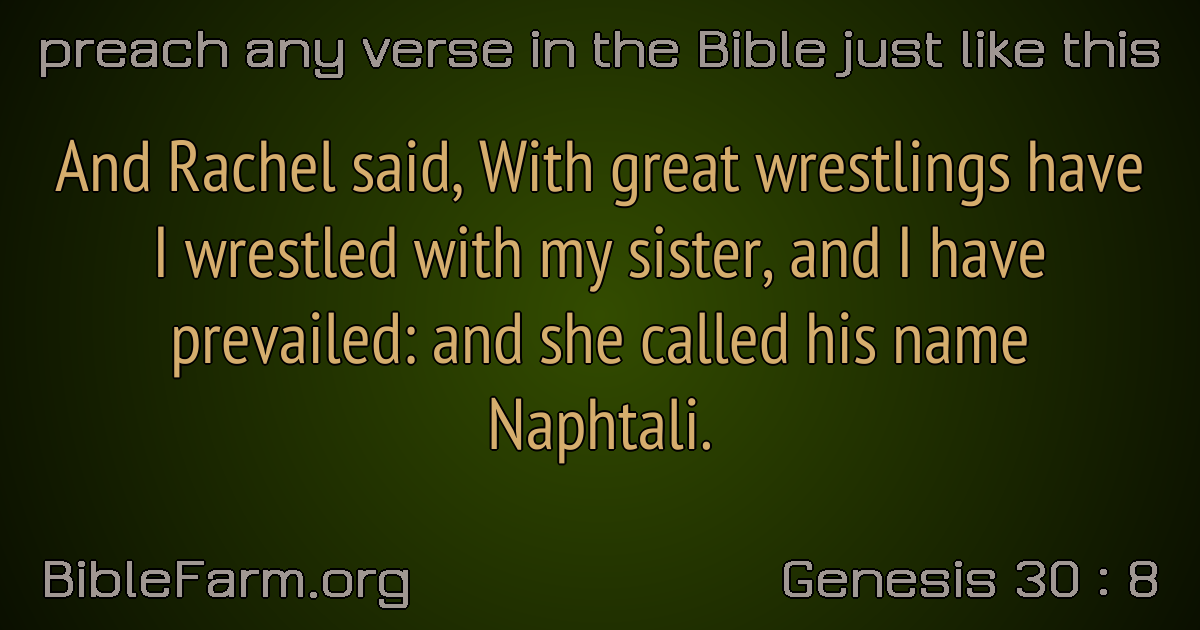 preach any verse in the Bible just like this
And Rachel said, With great wrestlings have
I wrestled with my sister, and I have
prevailed: and she called his name
Naphtali.
BibleFarm.org
Genesis 30 : 8